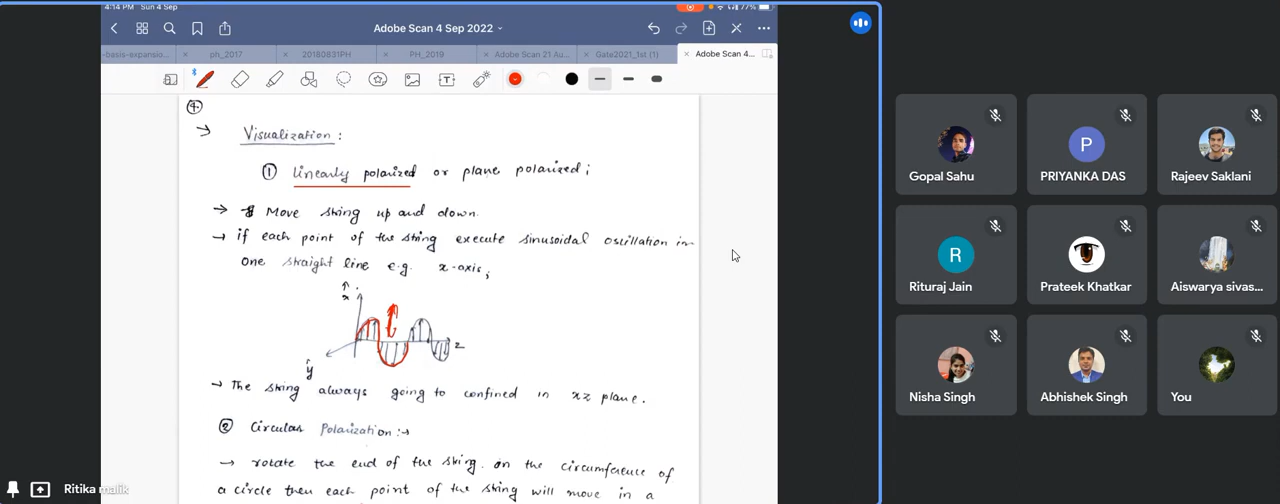 4:14 PM Sun 4 Sep
77%
Adobe Scan 4 Sep 2022
-basis-expansio...
ph_2017
20180831PH
PH_2019
Adobe Scan 21 Au...
Gate2021_1st (1)
Adobe Scan 4...
④
→ Visualization :
① linearly polarized or plane polarized ;
→ Move string up and down.
→ if each point of the string execute sinusoidal oscillation in
one straight line e.g. x-axis ;
x
z
y
→ The string always going to confined in xz plane.
② Circular Polarization :→
→ rotate the end of the string on the circumference of
a circle then each point of the string will move in a
Gopal Sahu
P
PRIYANKA DAS
Rajeev Saklani
R
Rituraj Jain
Prateek Khatkar
Aiswarya sivas...
Nisha Singh
Abhishek Singh
You
Ritika malik